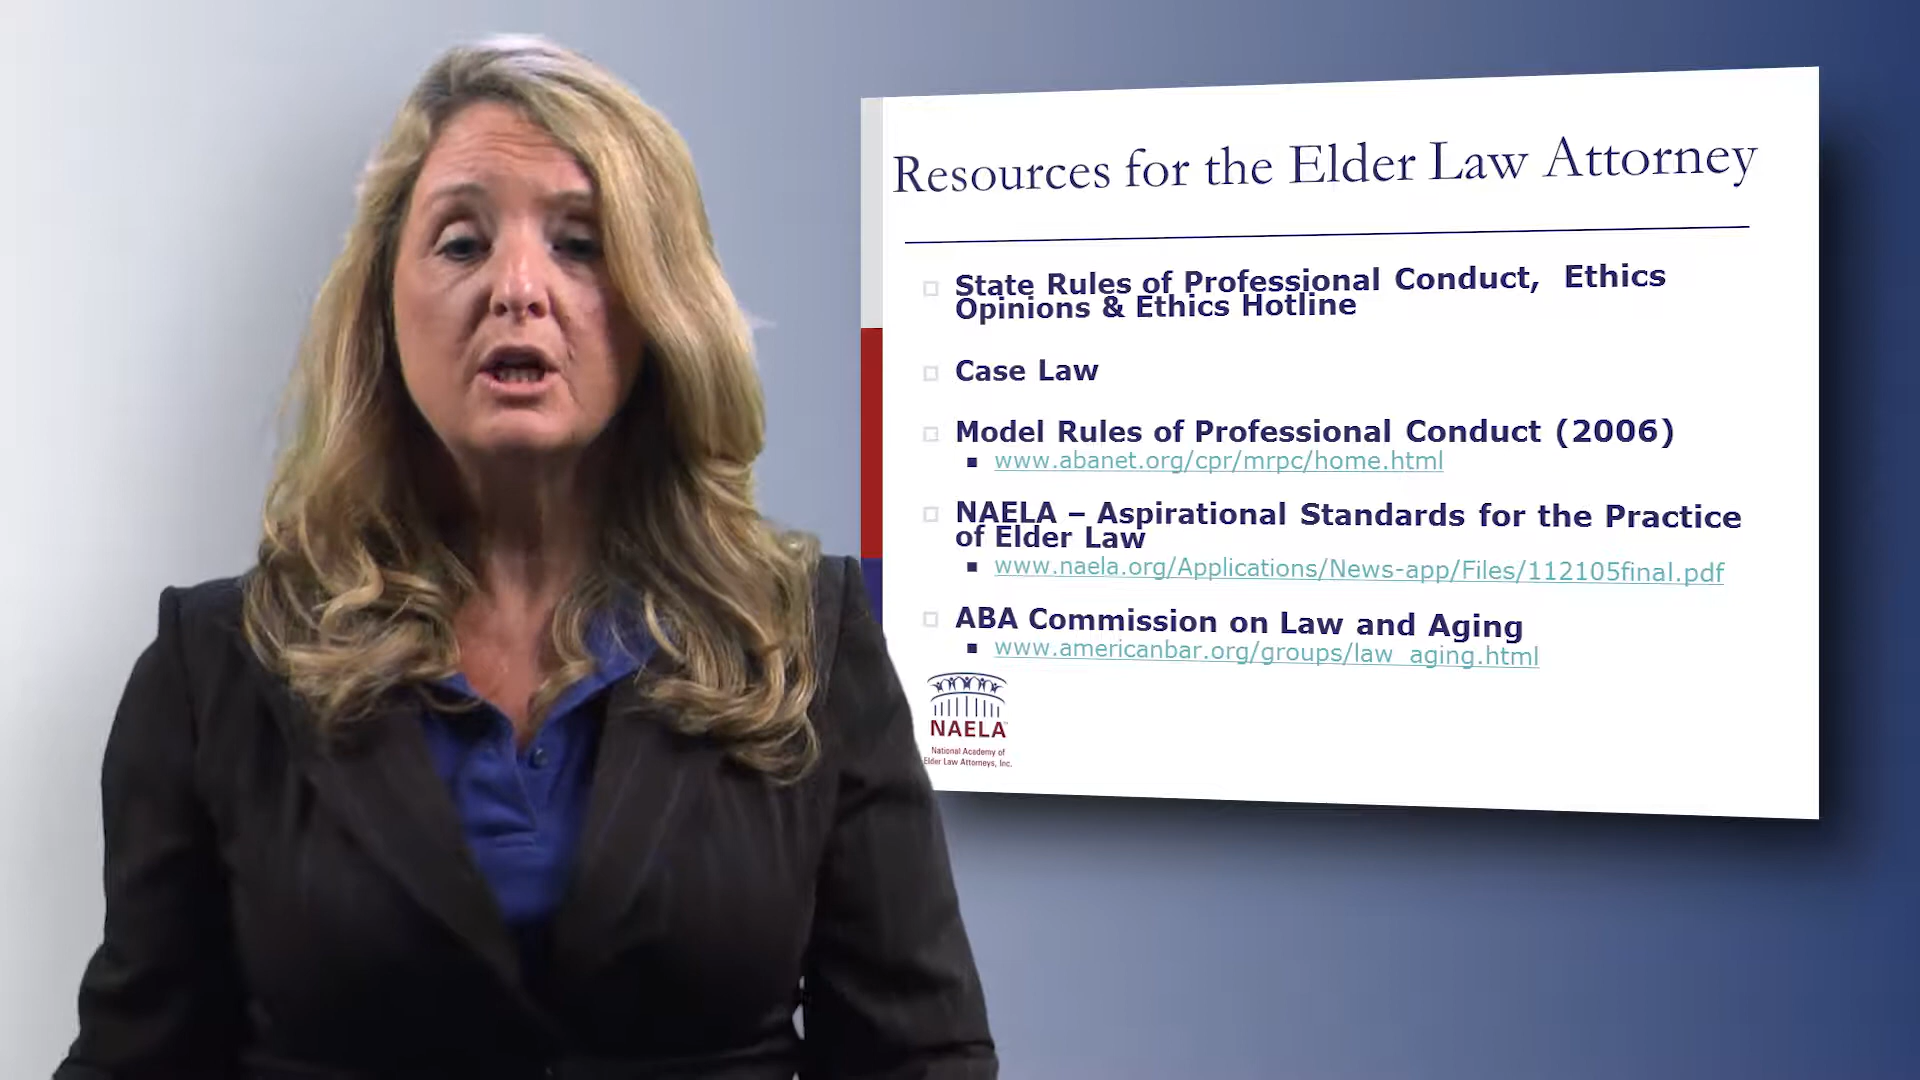 Resources for the Elder Law Attorney
State Rules of Professional Conduct, Ethics
Opinions & Ethics Hotline
Case Law
Model Rules of Professional Conduct (2006)
www.abanet.org/cpr/mrpc/home.html
NAELA – Aspirational Standards for the Practice
of Elder Law
www.naela.org/Applications/News-app/Files/112105final.pdf
ABA Commission on Law and Aging
www.americanbar.org/groups/law_aging.html
NAELA
National Academy of
Elder Law Attorneys, Inc.